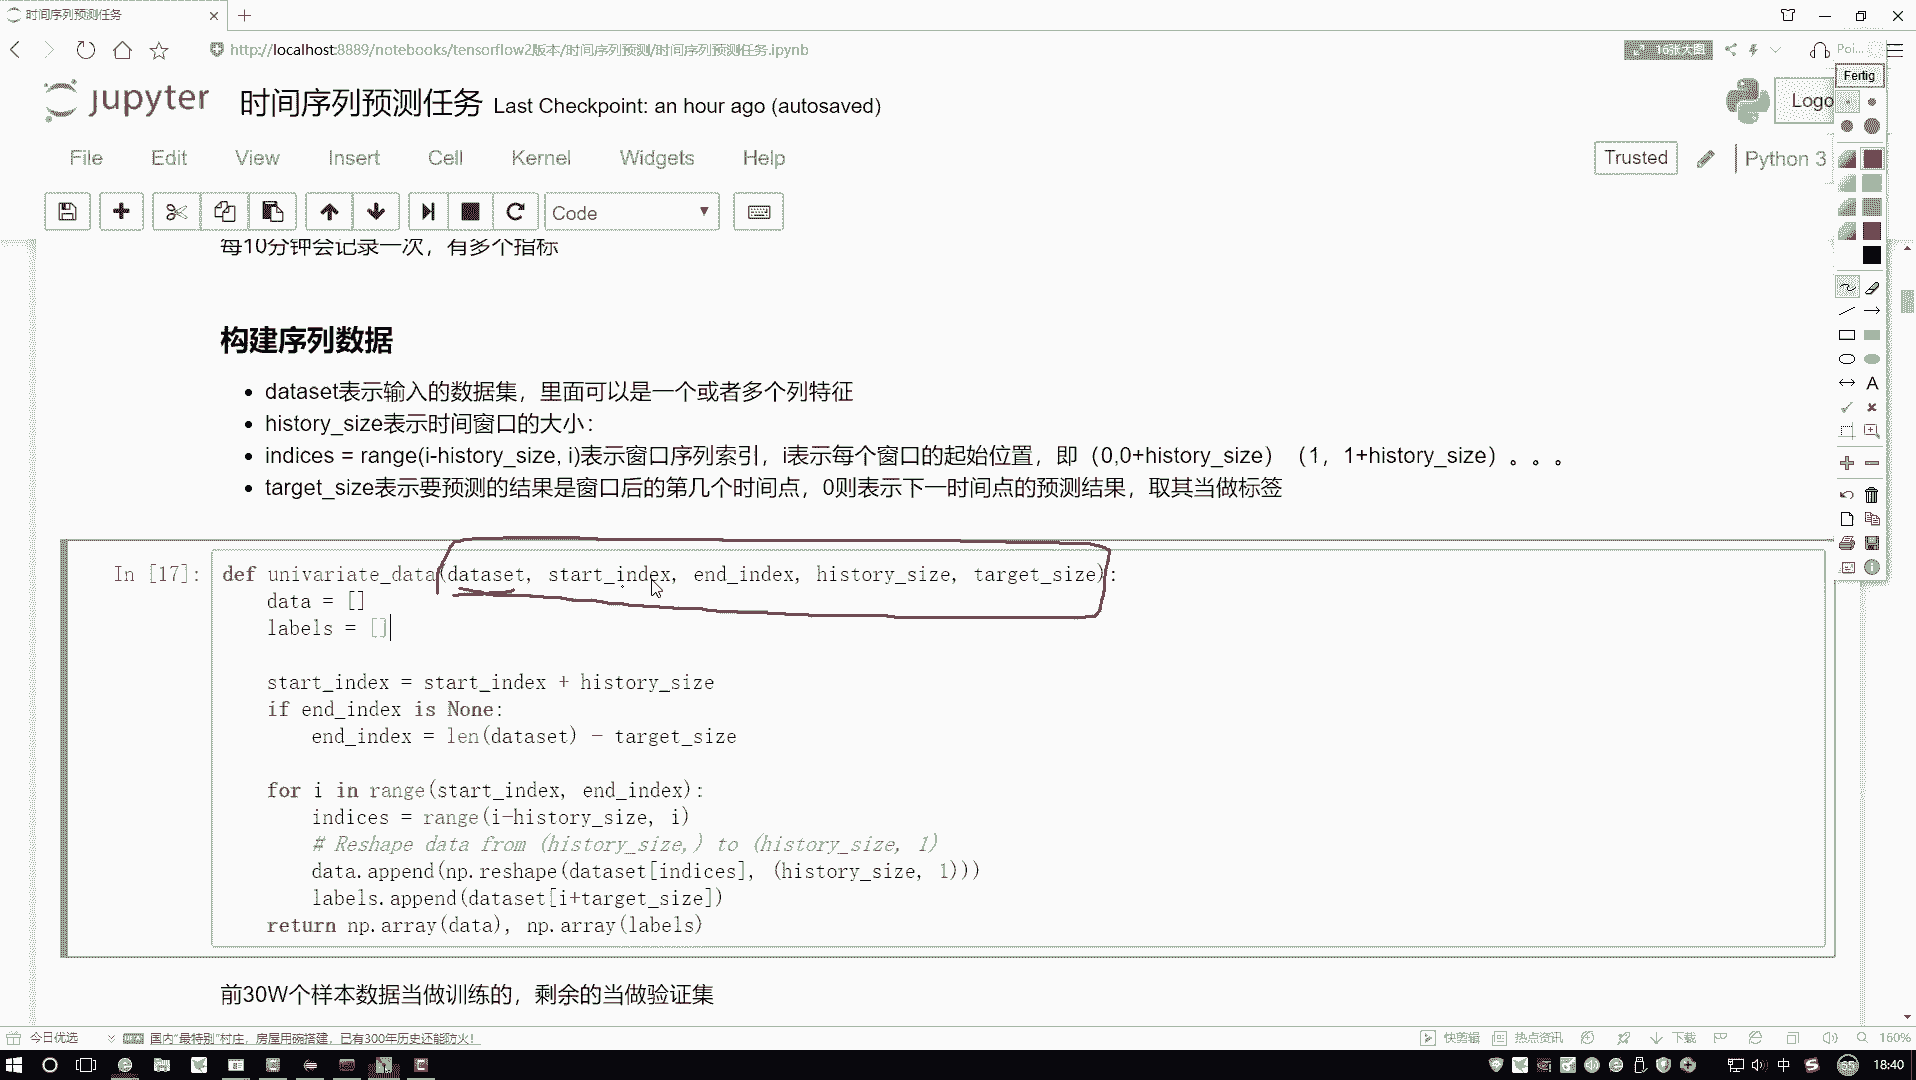 时间序列预测任务
http://localhost:8889/notebooks/tensorflow2版本/时间序列预测/时间序列预测任务.ipynb
16张大图
Poi...
Fertig
jupyter 时间序列预测任务 Last Checkpoint: an hour ago (autosaved)
Logo
File Edit View Insert Cell Kernel Widgets Help
Trusted
Python 3
Code
每10分钟会记录一次，有多个指标
构建序列数据
dataset表示输入的数据集，里面可以是一个或者多个列特征
history_size表示时间窗口的大小：
indices = range(i-history_size, i)表示窗口序列索引，i表示每个窗口的起始位置，即（0,0+history_size）（1，1+history_size）。。。
target_size表示要预测的结果是窗口后的第几个时间点，0则表示下一时间点的预测结果，取其当做标签
In [17]:
def univariate_data(dataset, start_index, end_index, history_size, target_size):
data = []
labels = []
start_index = start_index + history_size
if end_index is None:
end_index = len(dataset) - target_size
for i in range(start_index, end_index):
indices = range(i-history_size, i)
# Reshape data from (history_size,) to (history_size, 1)
data.append(np.reshape(dataset[indices], (history_size, 1)))
labels.append(dataset[i+target_size])
return np.array(data), np.array(labels)
前30W个样本数据当做训练的，剩余的当做验证集
今日优选
国内"最特别"村庄，房屋用碗搭建，已有300年历史还能防火！
快剪辑
热点资讯
下载
160%
中
55
18:40